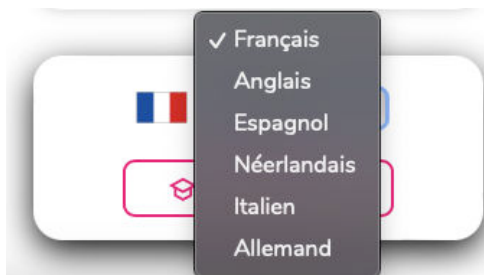 ✓ Français
Anglais
Espagnol
Néerlandais
Italien
Allemand